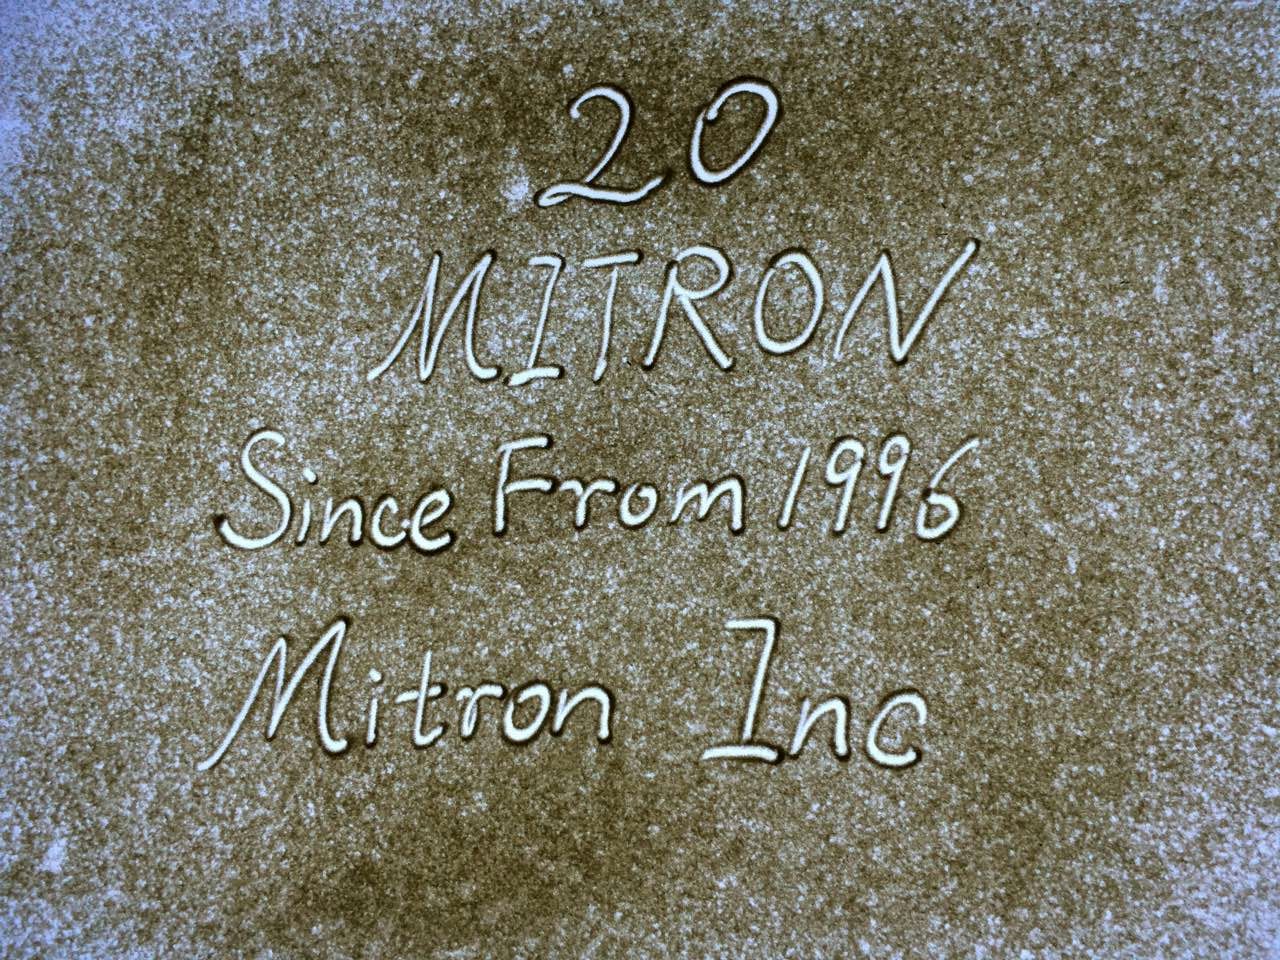 20
MITRON
Since From 1996
Mitron Inc